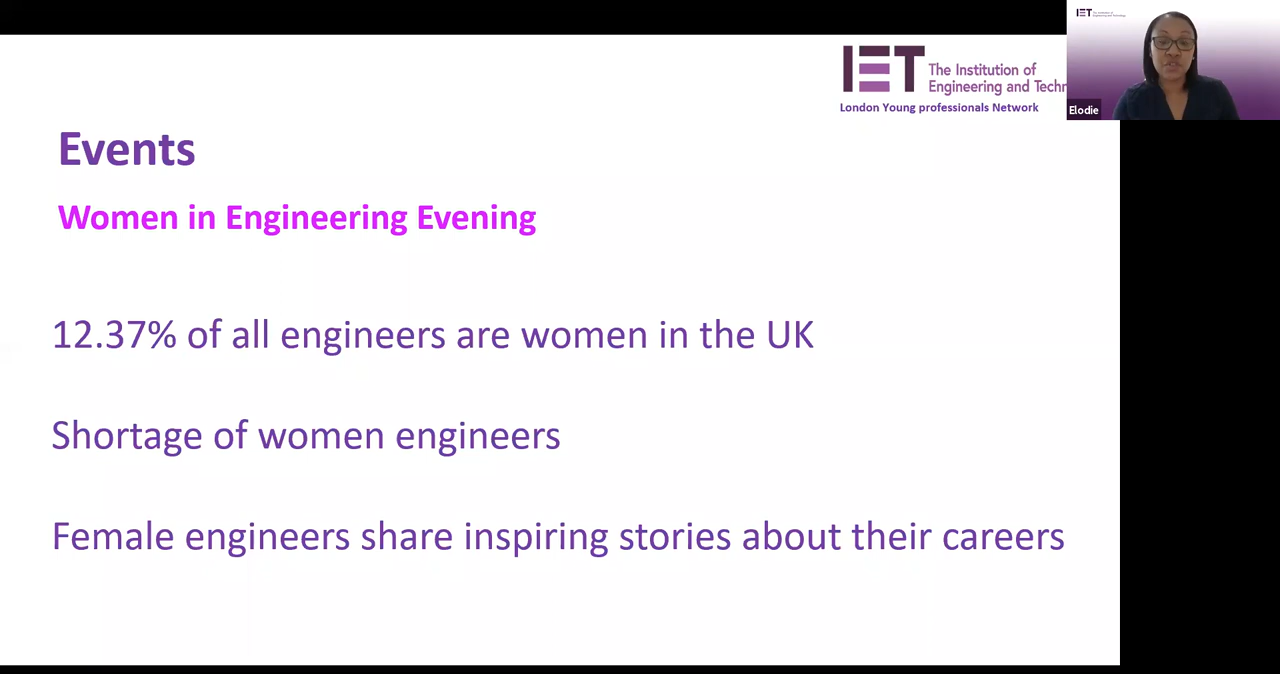 IET The Institution of
Engineering and Techn
London Young professionals Network
IET
Elodie
Events
Women in Engineering Evening
12.37% of all engineers are women in the UK
Shortage of women engineers
Female engineers share inspiring stories about their careers